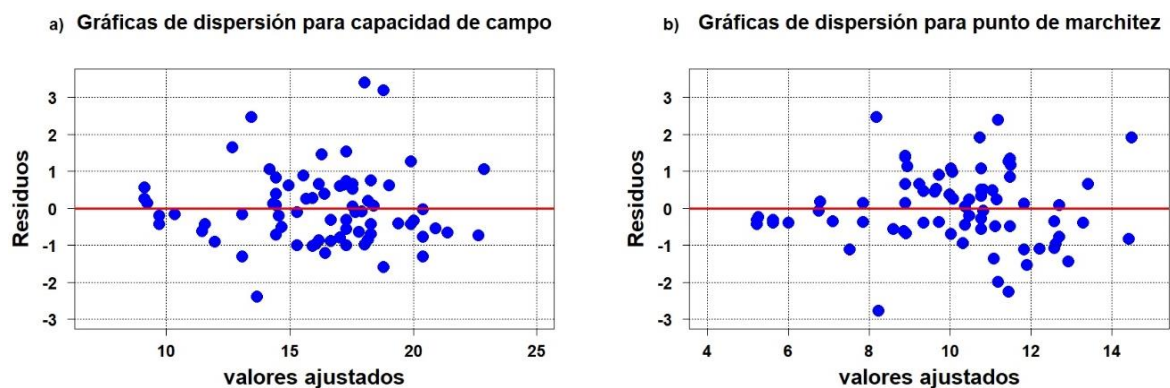 a) Gráficas de dispersión para capacidad de campo
3
2
1
0
-1
-2
-3
Residuos
10 15 20 25
valores ajustados
b) Gráficas de dispersión para punto de marchitez
3
2
1
0
-1
-2
-3
Residuos
4 6 8 10 12 14
valores ajustados